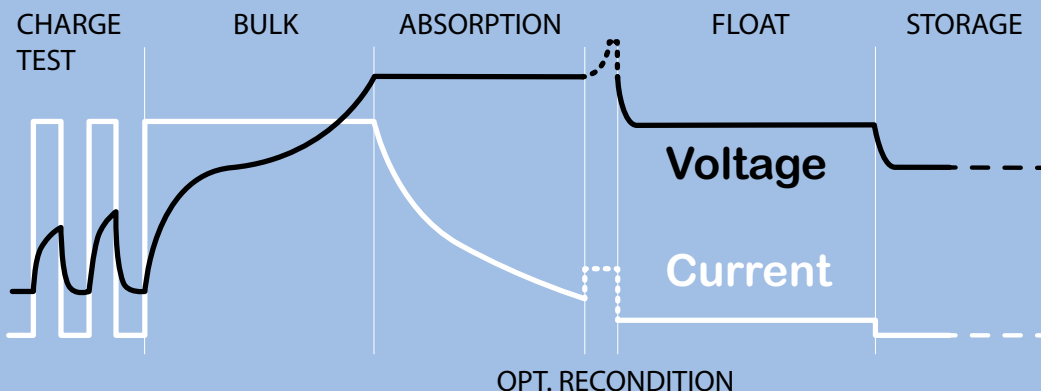 CHARGE
TEST
BULK
ABSORPTION
FLOAT
STORAGE
Voltage
Current
OPT. RECONDITION